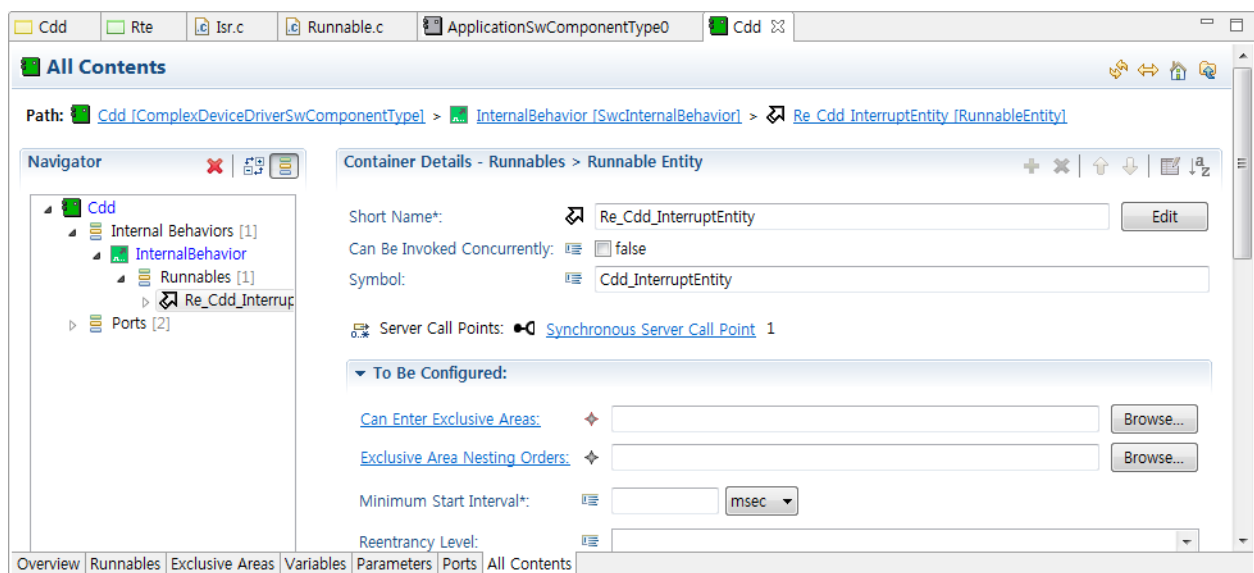 Cdd Rte Isr.c Runnable.c ApplicationSwComponentType0 Cdd
All Contents
Path: Cdd [ComplexDeviceDriverSwComponentType] > InternalBehavior [SwcInternalBehavior] > Re_Cdd_InterruptEntity [RunnableEntity]
Navigator
Cdd
Internal Behaviors [1]
InternalBehavior
Runnables [1]
Re_Cdd_Interrup
Ports [2]
Container Details - Runnables > Runnable Entity
Short Name*: Re_Cdd_InterruptEntity Edit
Can Be Invoked Concurrently: false
Symbol: Cdd_InterruptEntity
Server Call Points: Synchronous Server Call Point 1
To Be Configured:
Can Enter Exclusive Areas: Browse...
Exclusive Area Nesting Orders: Browse...
Minimum Start Interval*: msec
Reentrancy Level:
Overview Runnables Exclusive Areas Variables Parameters Ports All Contents